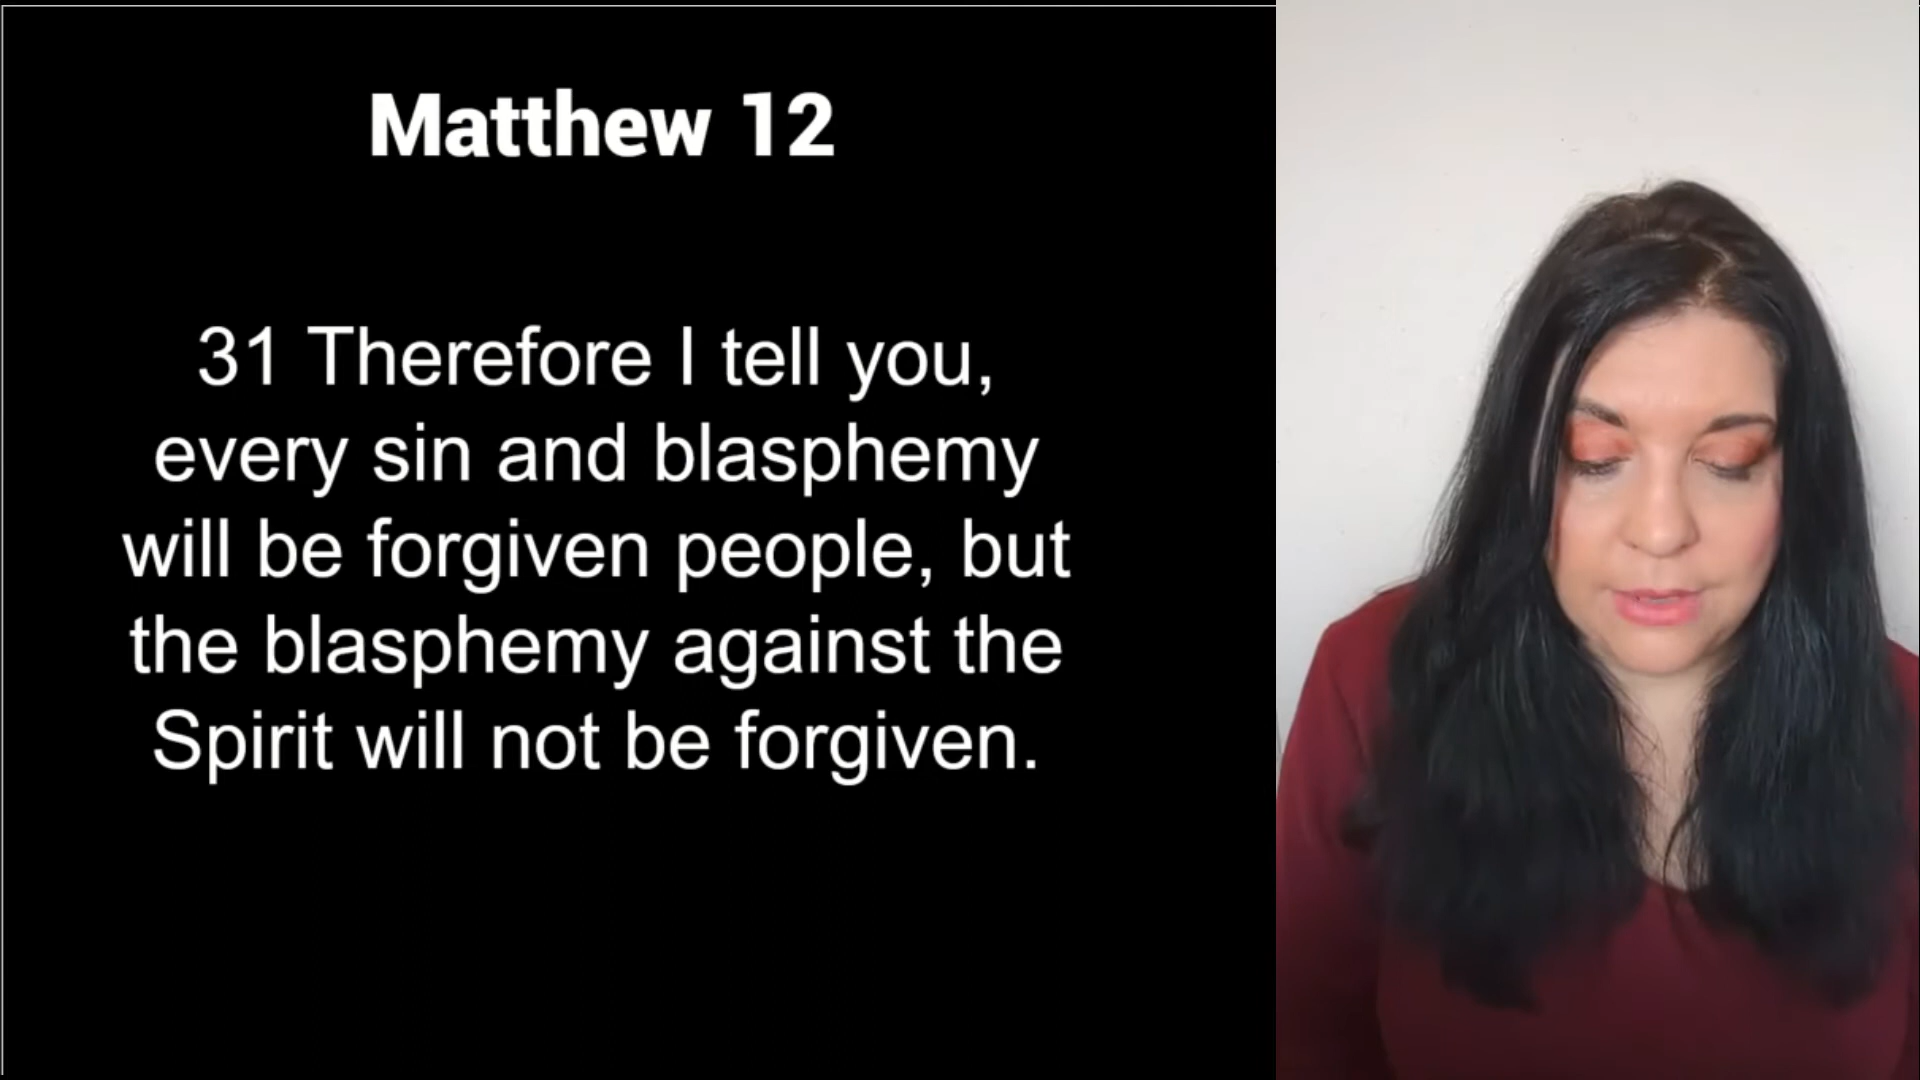 Matthew 12
31 Therefore I tell you,
every sin and blasphemy
will be forgiven people, but
the blasphemy against the
Spirit will not be forgiven.